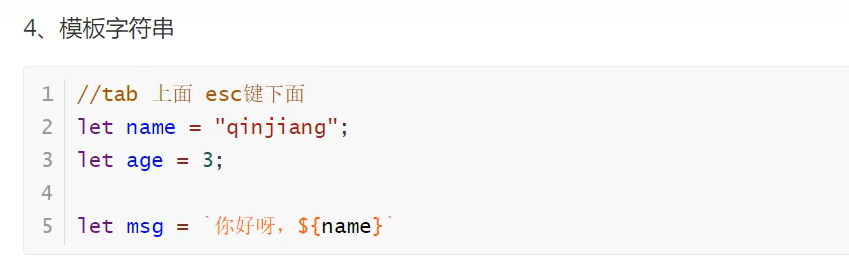 4、模板字符串
1 //tab 上面 esc键下面
2 let name = "qinjiang";
3 let age = 3;
4
5 let msg = `你好呀，${name}`